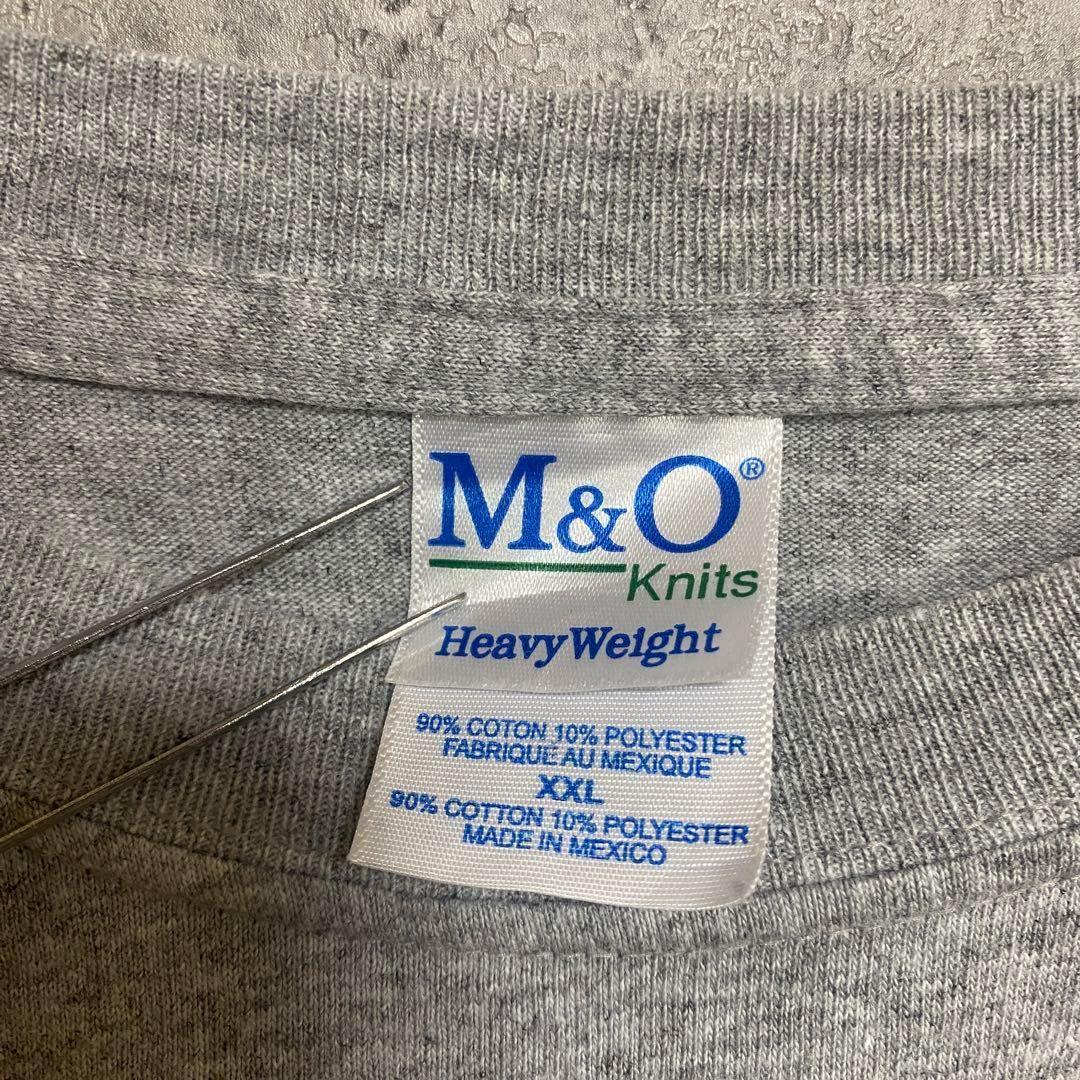 M&O®
Knits
HeavyWeight
90% COTON 10% POLYESTER
FABRIQUE AU MEXIQUE
XXL
90% COTTON 10% POLYESTER
MADE IN MEXICO